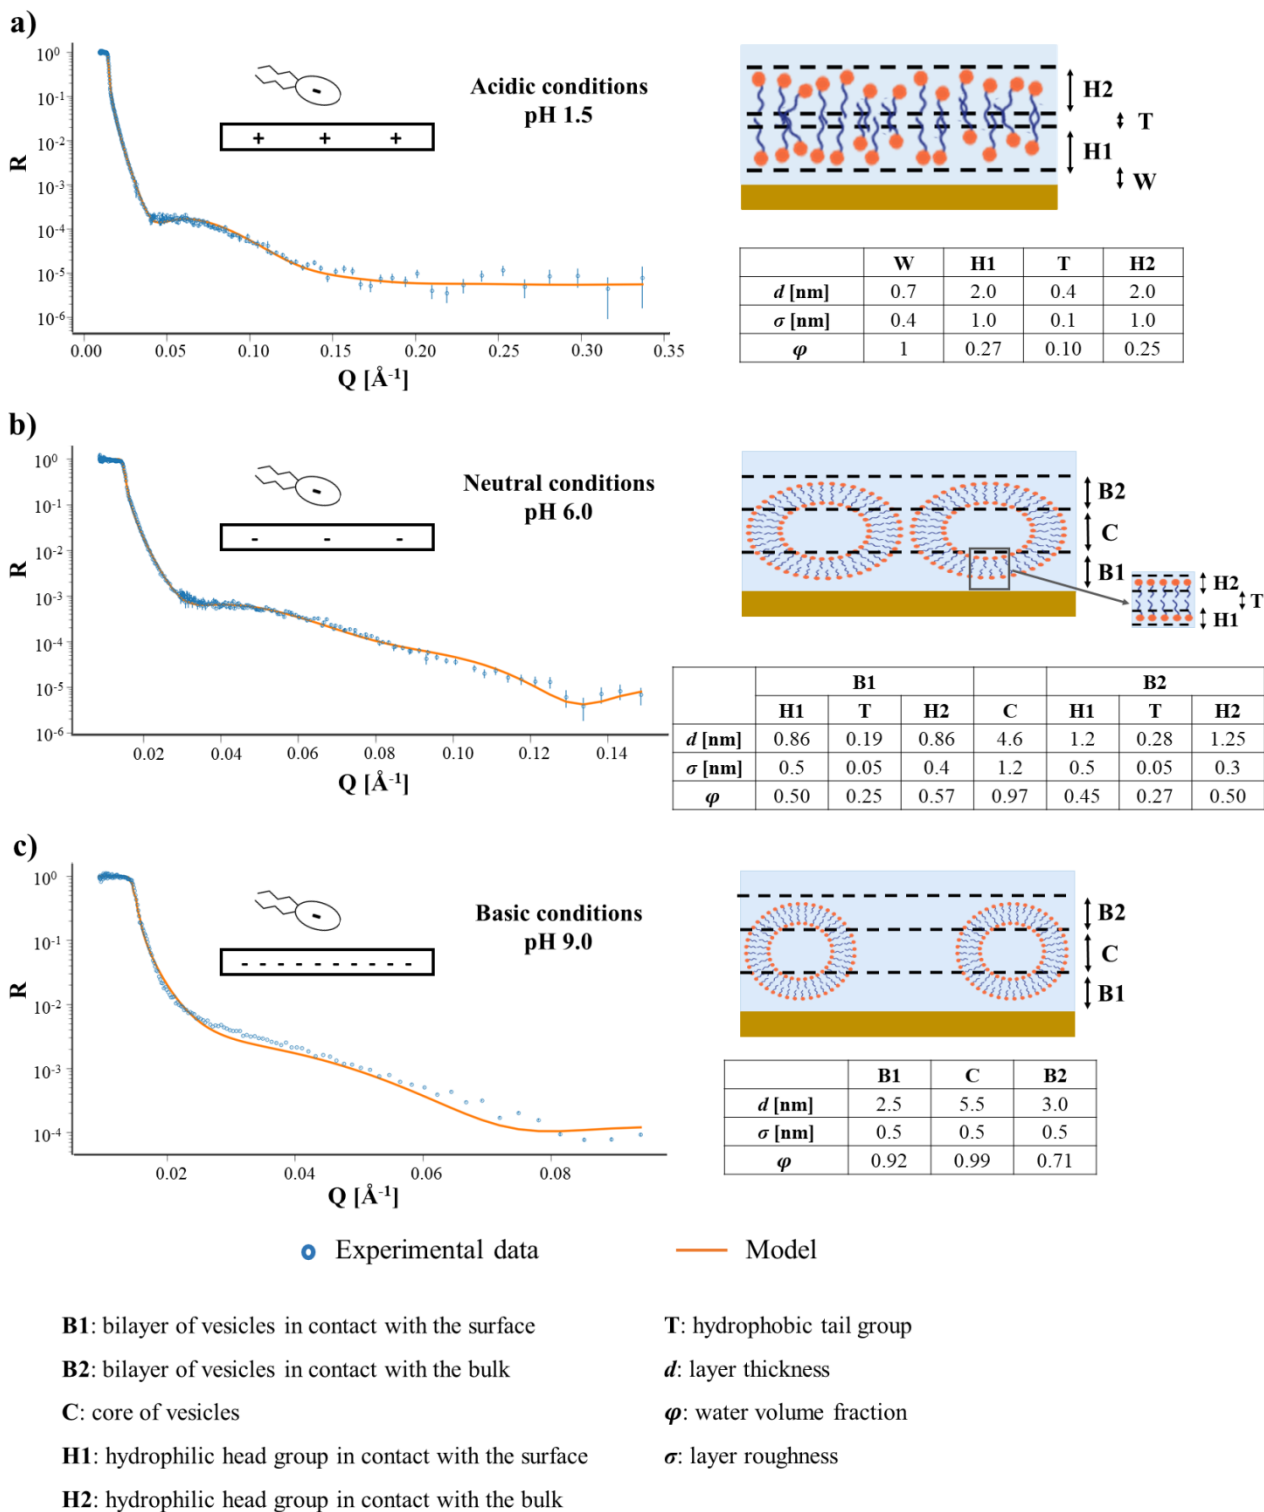 a)
10⁰
10⁻¹
10⁻²
10⁻³
10⁻⁴
10⁻⁵
10⁻⁶
R
0.00 0.05 0.10 0.15 0.20 0.25 0.30 0.35
Q [Å⁻¹]
Acidic conditions
pH 1.5
+ + +
-
H2
T
H1
W
W H1 T H2
d [nm] 0.7 2.0 0.4 2.0
σ [nm] 0.4 1.0 0.1 1.0
φ 1 0.27 0.10 0.25
b)
10⁰
10⁻¹
10⁻²
10⁻³
10⁻⁴
10⁻⁵
10⁻⁶
R
0.02 0.04 0.06 0.08 0.10 0.12 0.14
Q [Å⁻¹]
Neutral conditions
pH 6.0
-
- - -
B2
C
B1
H2
T
H1
B1 B2
H1 T H2 C H1 T H2
d [nm] 0.86 0.19 0.86 4.6 1.2 0.28 1.25
σ [nm] 0.5 0.05 0.4 1.2 0.5 0.05 0.3
φ 0.50 0.25 0.57 0.97 0.45 0.27 0.50
c)
10⁰
10⁻¹
10⁻²
10⁻³
10⁻⁴
R
0.02 0.04 0.06 0.08
Q [Å⁻¹]
Basic conditions
pH 9.0
-
- - - - - - - - -
B2
C
B1
B1 C B2
d [nm] 2.5 5.5 3.0
σ [nm] 0.5 0.5 0.5
φ 0.92 0.99 0.71
Experimental data Model
B1: bilayer of vesicles in contact with the surface
B2: bilayer of vesicles in contact with the bulk
C: core of vesicles
H1: hydrophilic head group in contact with the surface
H2: hydrophilic head group in contact with the bulk
T: hydrophobic tail group
d: layer thickness
φ: water volume fraction
σ: layer roughness